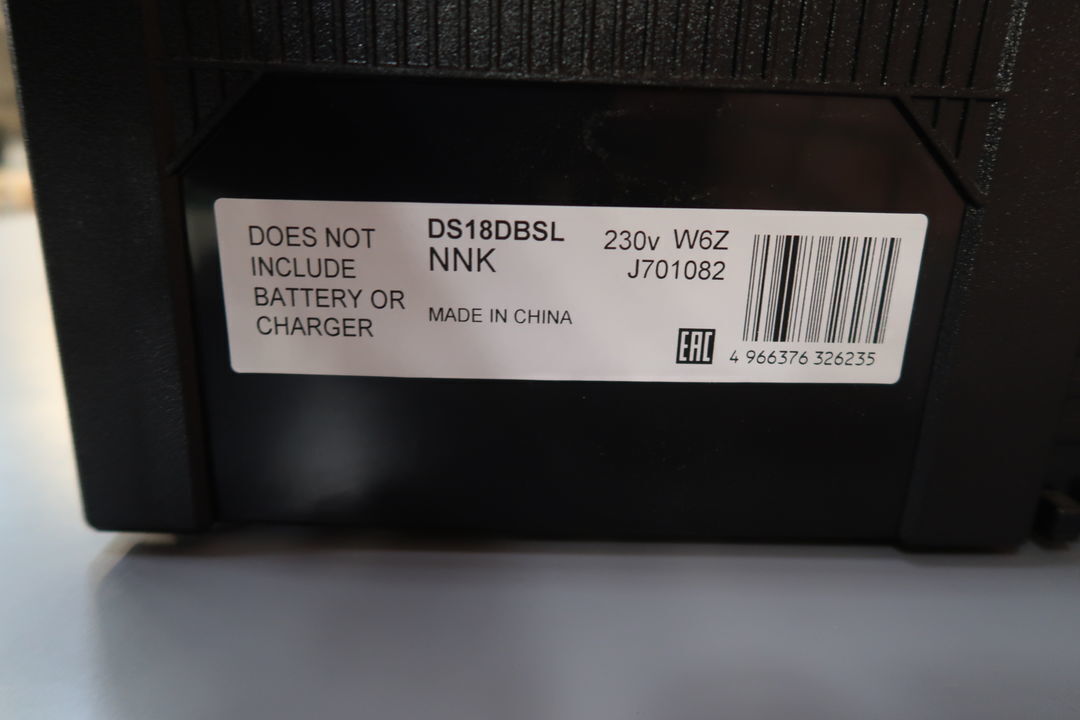 DOES NOT
INCLUDE
BATTERY OR
CHARGER
DS18DBSL
NNK
MADE IN CHINA
230v W6Z
J701082
EAC
4 966376 326235